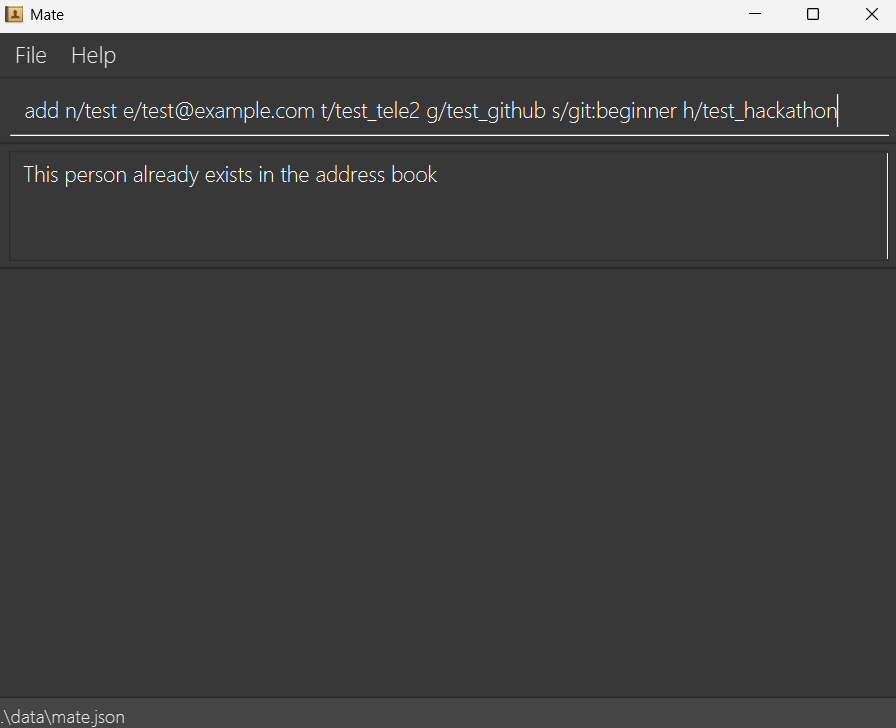 Mate
File Help
add n/test e/test@example.com t/test_tele2 g/test_github s/git:beginner h/test_hackathon
This person already exists in the address book
.\data\mate.json